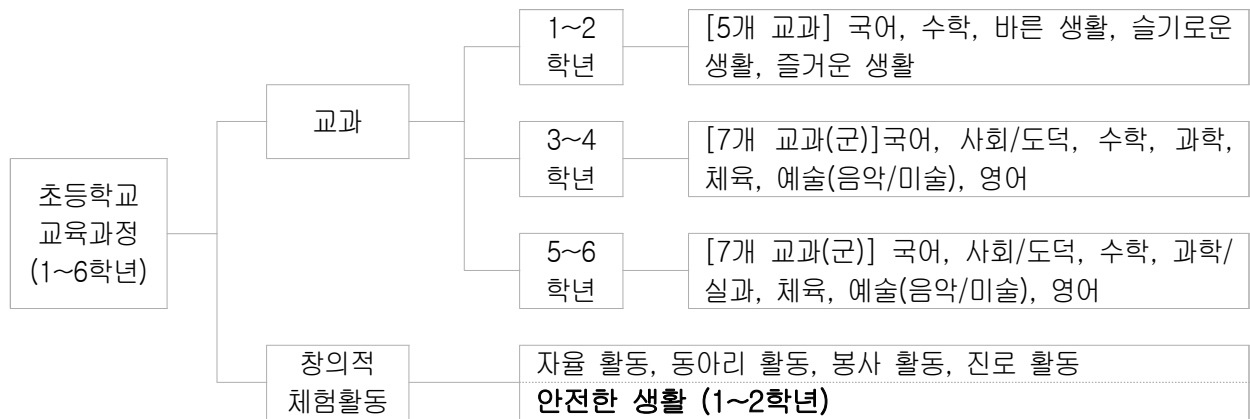 초등학교
교육과정
(1~6학년)
교과
1~2
학년
[5개 교과] 국어, 수학, 바른 생활, 슬기로운
생활, 즐거운 생활
3~4
학년
[7개 교과(군)]국어, 사회/도덕, 수학, 과학,
체육, 예술(음악/미술), 영어
5~6
학년
[7개 교과(군)] 국어, 사회/도덕, 수학, 과학/
실과, 체육, 예술(음악/미술), 영어
창의적
체험활동
자율 활동, 동아리 활동, 봉사 활동, 진로 활동
안전한 생활 (1~2학년)